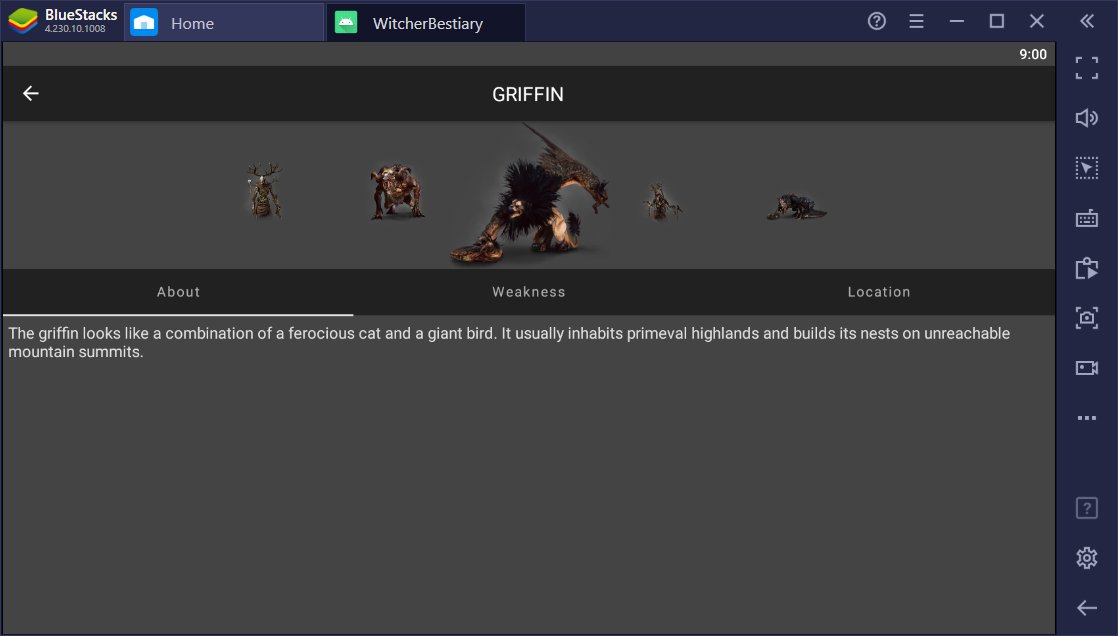 BlueStacks
4.230.10.1008
Home
WitcherBestiary
9:00
GRIFFIN
About
Weakness
Location
The griffin looks like a combination of a ferocious cat and a giant bird. It usually inhabits primeval highlands and builds its nests on unreachable
mountain summits.